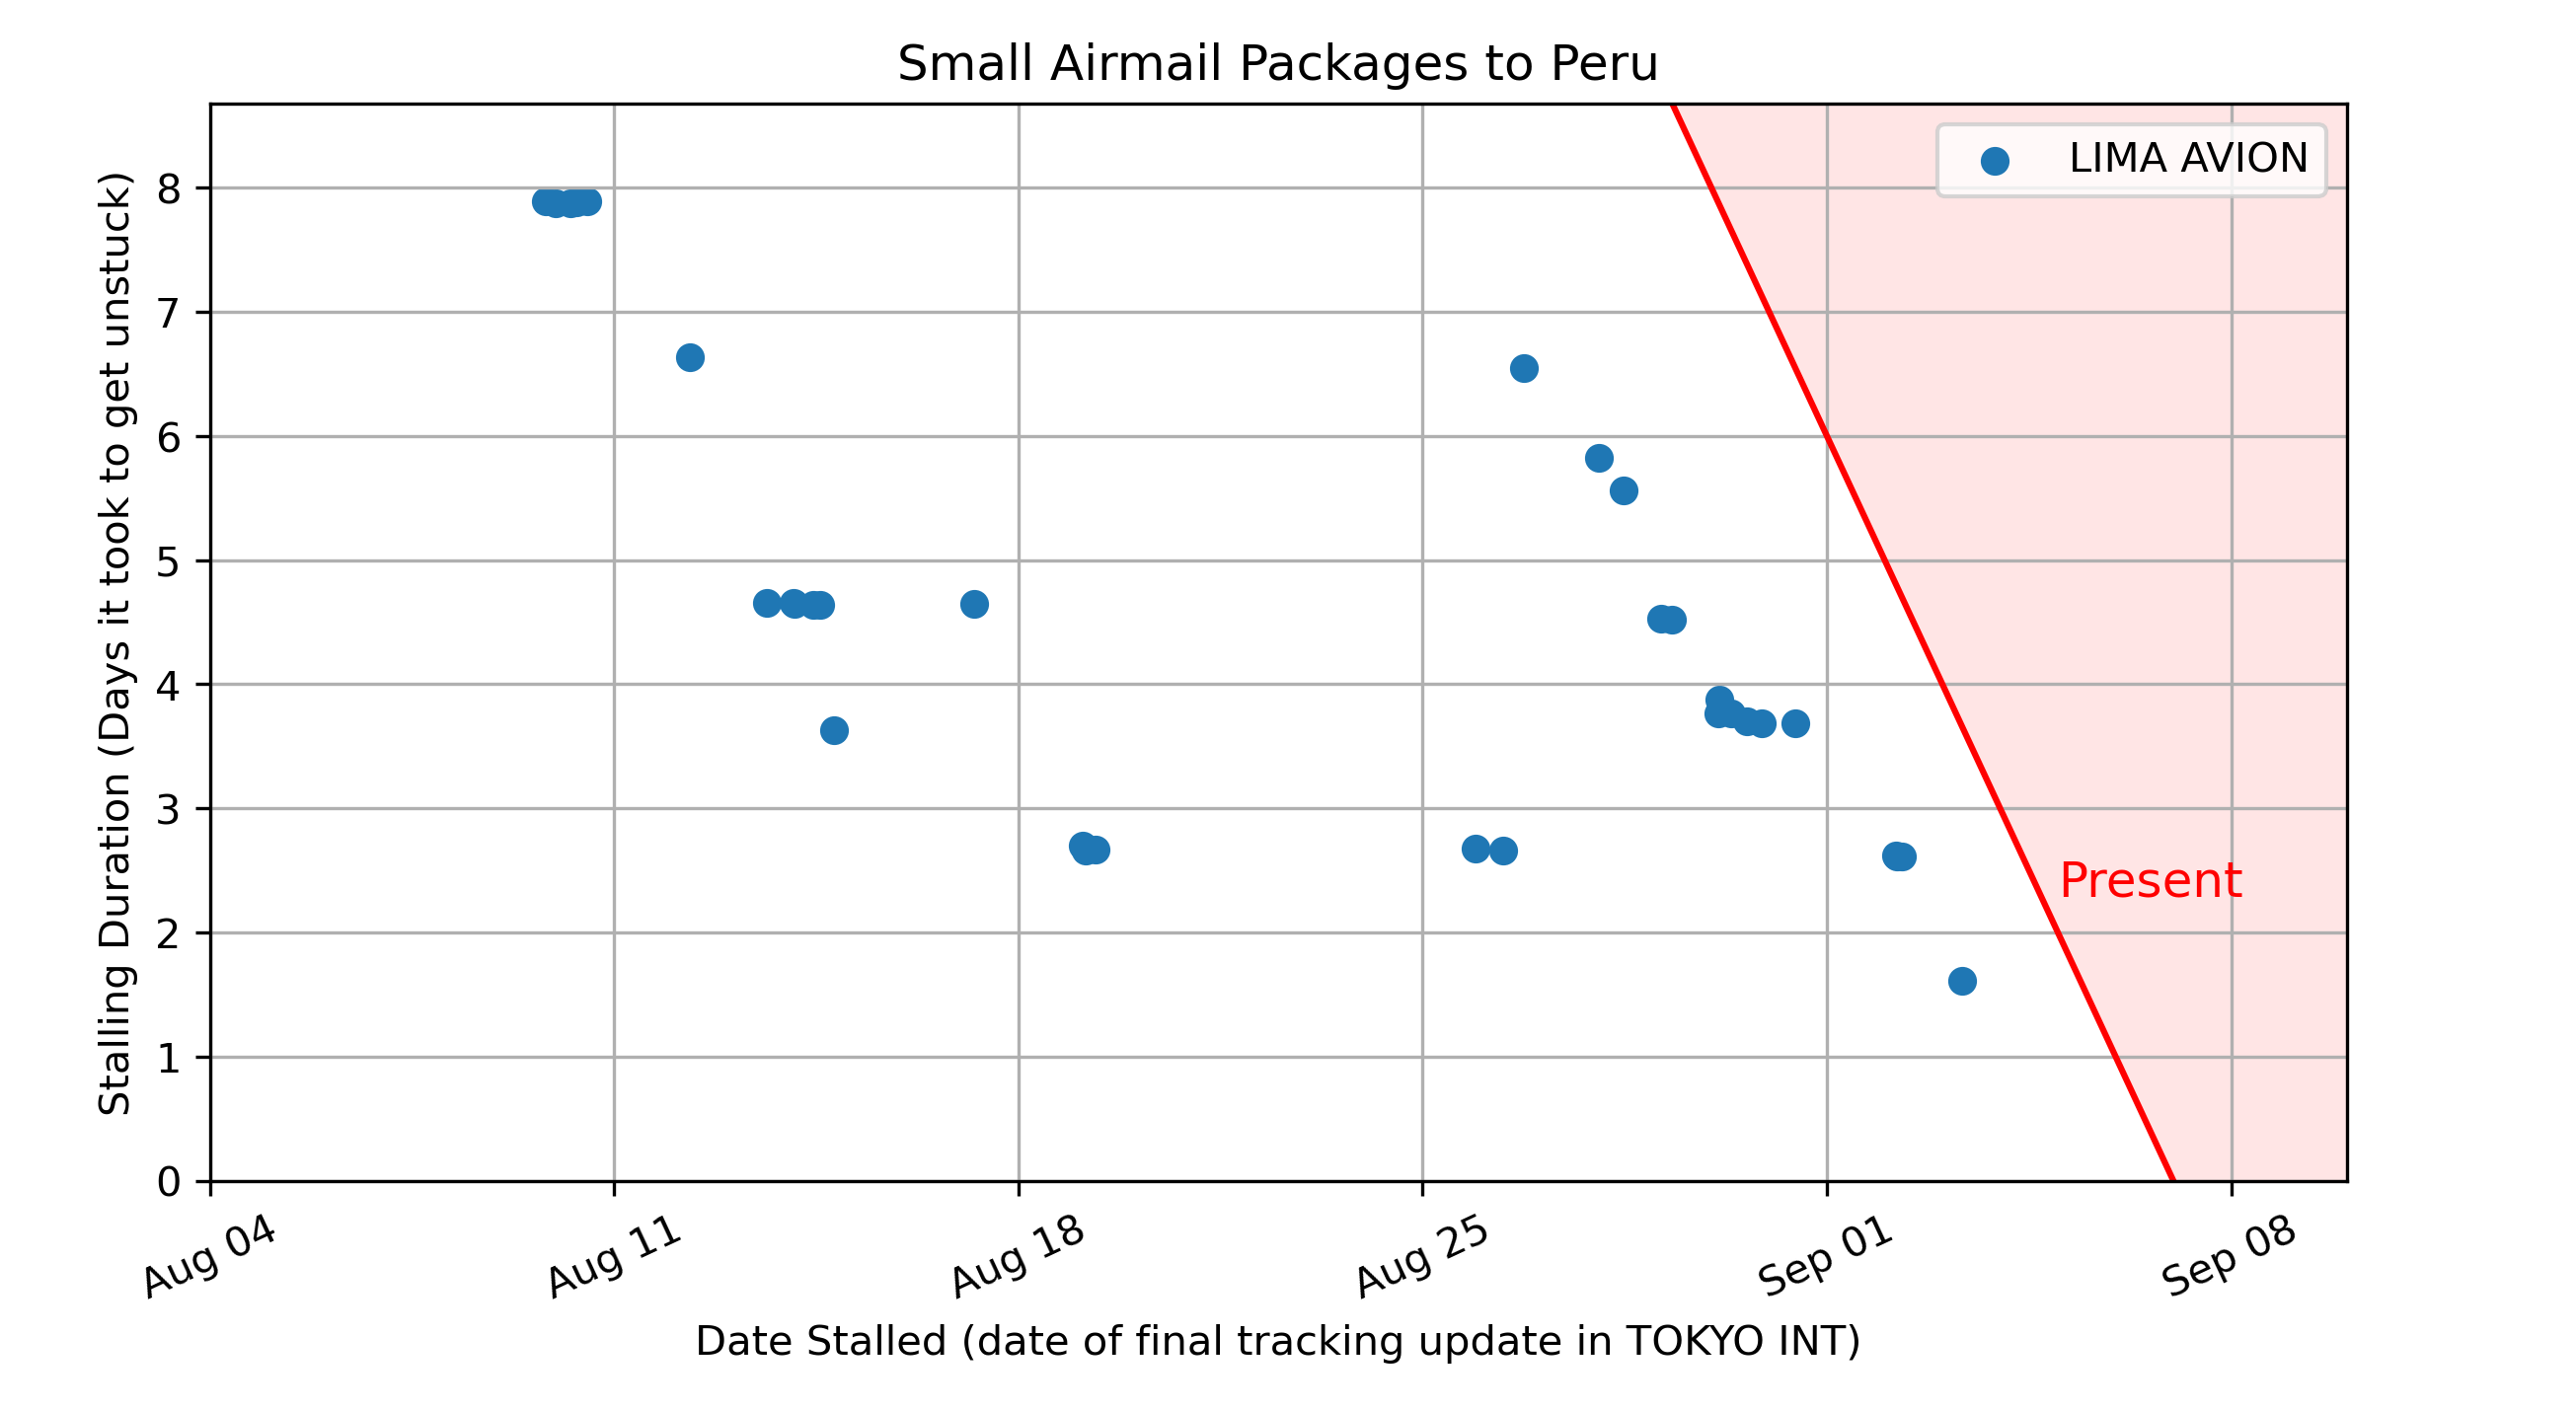 Small Airmail Packages to Peru
LIMA AVION
Stalling Duration (Days it took to get unstuck)
8
7
6
5
4
3
2
1
0
Present
Aug 04
Aug 11
Aug 18
Aug 25
Sep 01
Sep 08
Date Stalled (date of final tracking update in TOKYO INT)